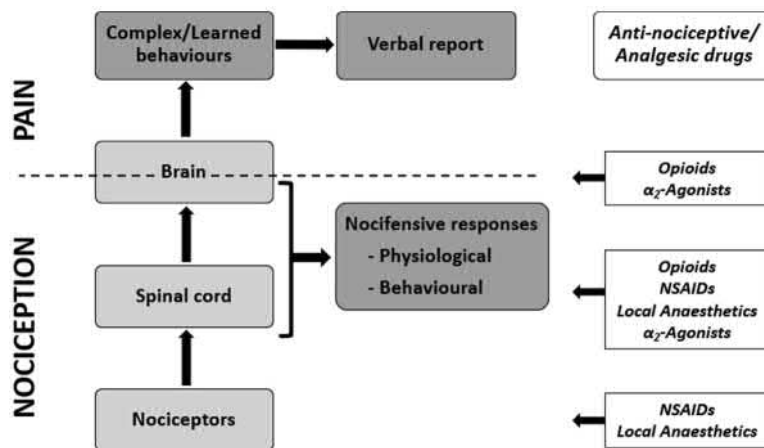 Complex/Learned
behaviours
Verbal report
Anti-nociceptive/
Analgesic drugs
PAIN
Brain
Opioids
α₂-Agonists
Nocifensive responses
- Physiological
- Behavioural
NOCICEPTION
Spinal cord
Opioids
NSAIDs
Local Anaesthetics
α₂-Agonists
Nociceptors
NSAIDs
Local Anaesthetics